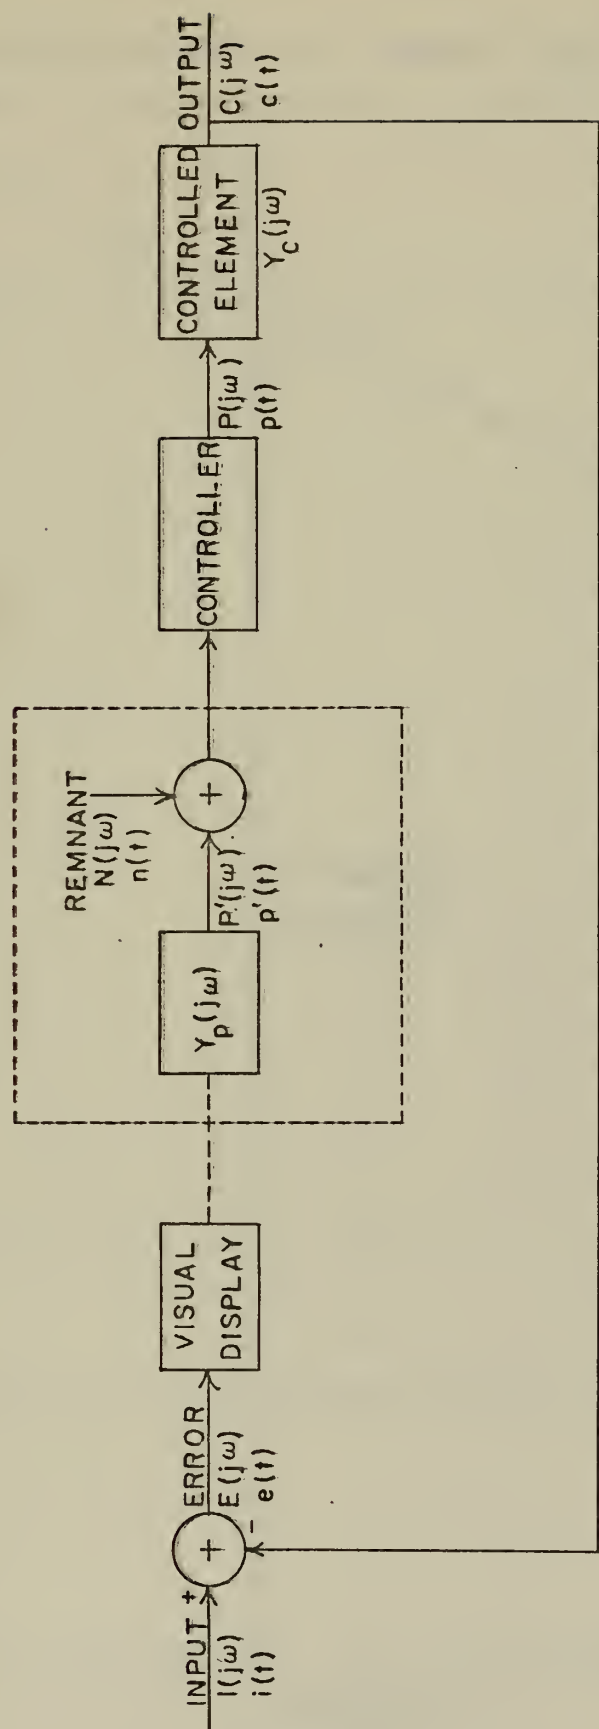 INPUT +
I(jω)
i(t)
+
-
ERROR
E(jω)
e(t)
VISUAL
DISPLAY
Yp(jω)
P'(jω)
p'(t)
REMNANT
N(jω)
n(t)
+
CONTROLLER
P(jω)
p(t)
CONTROLLED
ELEMENT
Yc(jω)
OUTPUT
C(jω)
c(t)